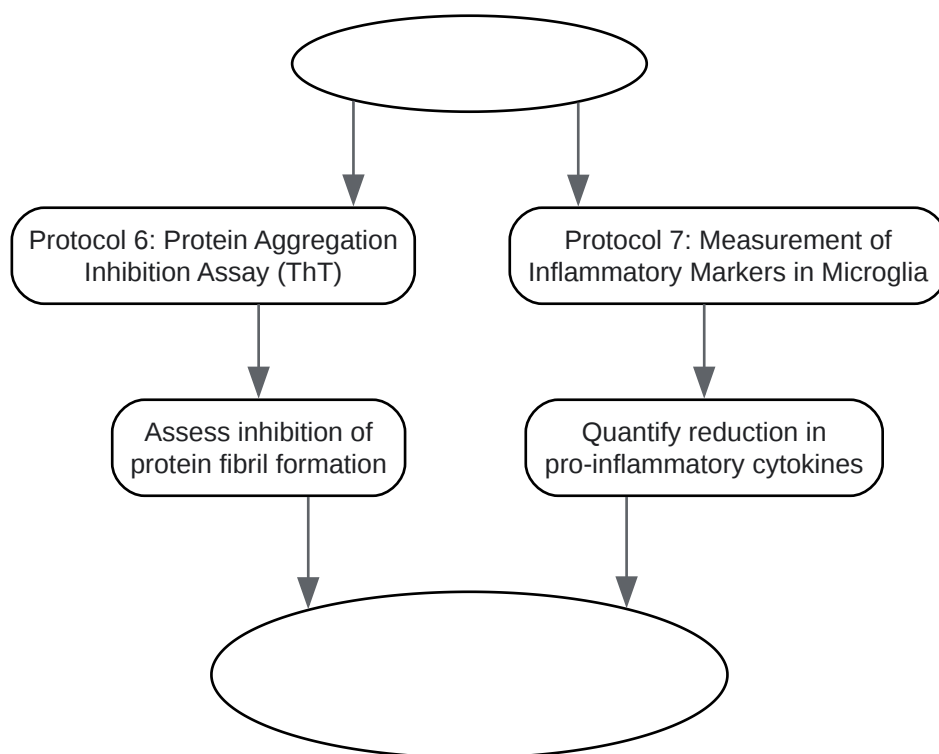 Protocol 6: Protein Aggregation
Inhibition Assay (ThT)
Protocol 7: Measurement of
Inflammatory Markers in Microglia
Assess inhibition of
protein fibril formation
Quantify reduction in
pro-inflammatory cytokines